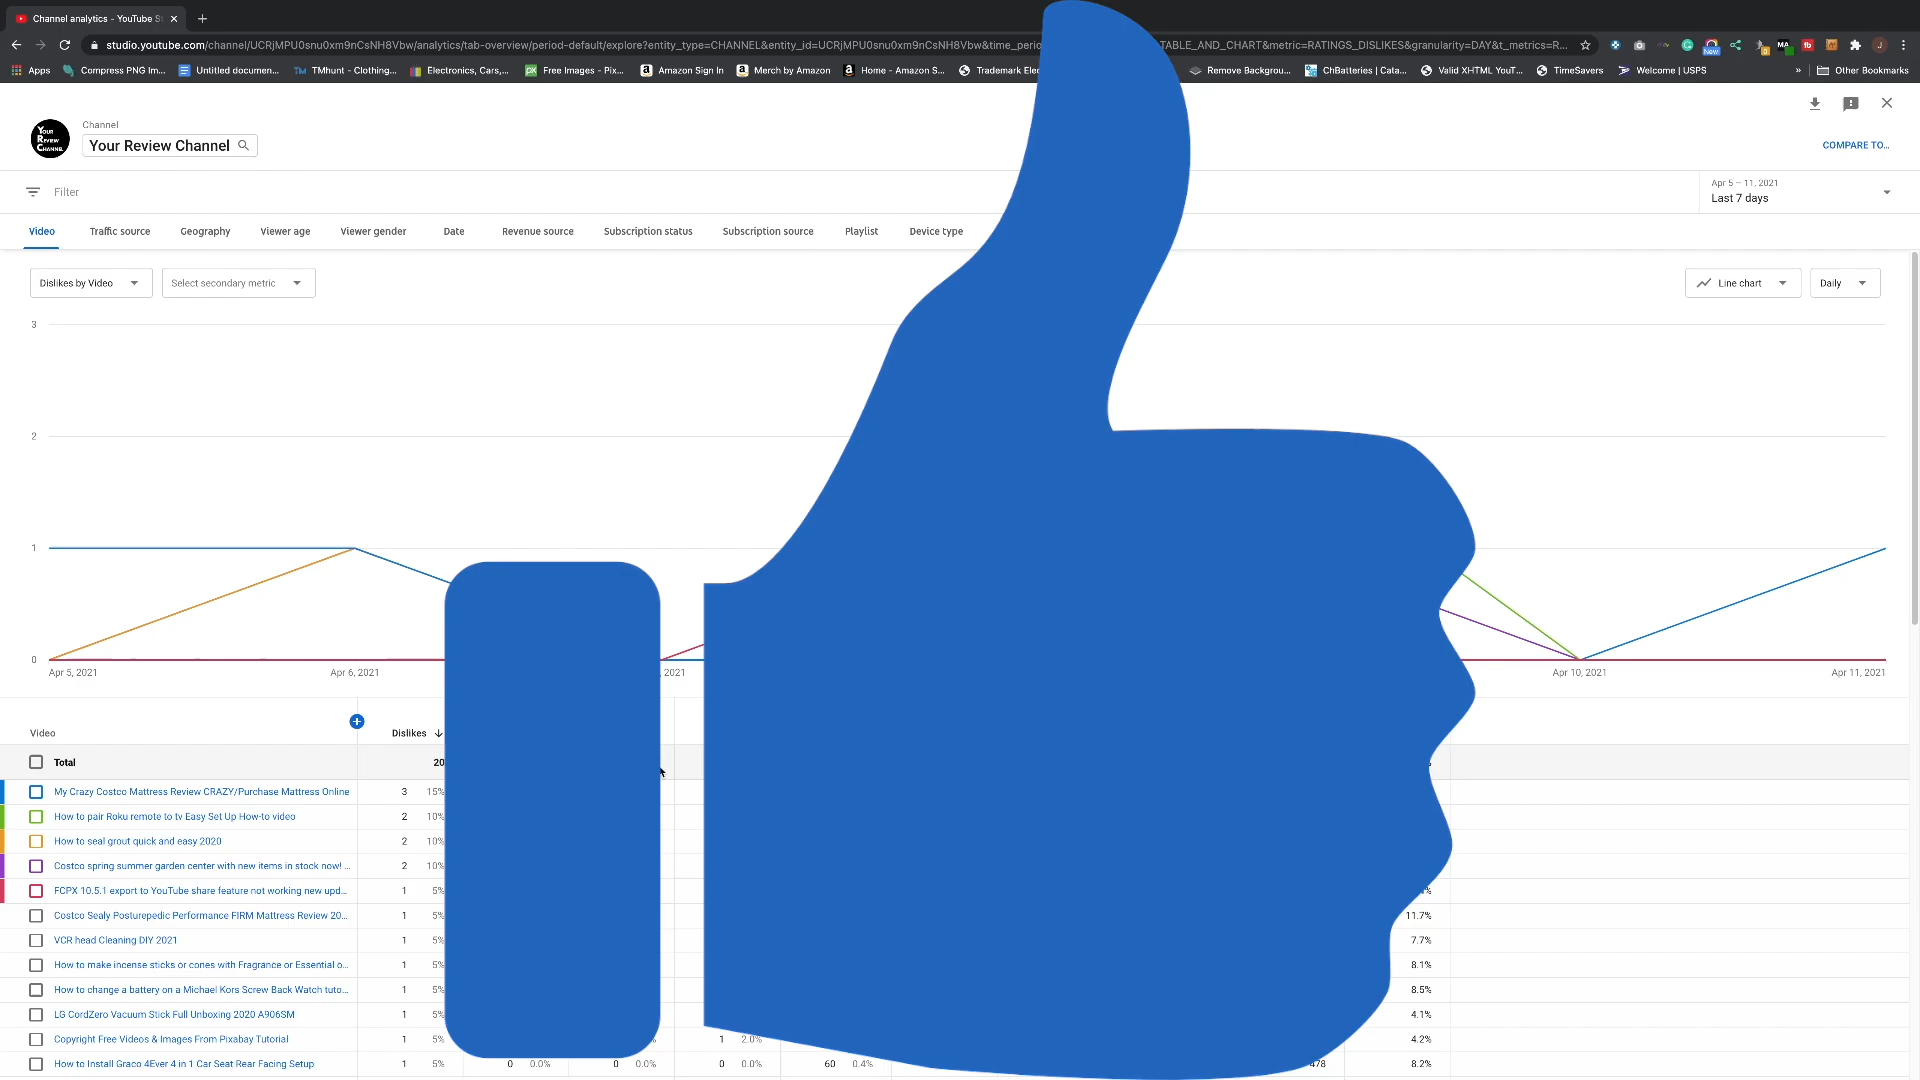 Channel analytics - YouTube St
studio.youtube.com/channel/UCRjMPU0snu0xm9nCsNH8Vbw/analytics/tab-overview/period-default/explore?entity_type=CHANNEL&entity_id=UCRjMPU0snu0xm9nCsNH8Vbw&time_perio TABLE_AND_CHART&metric=RATINGS_DISLIKES&granularity=DAY&t_metrics=R...
Apps Compress PNG Im... Untitled documen... TMhunt - Clothing... Electronics, Cars,... Free Images - Pix... Amazon Sign In Merch by Amazon Home - Amazon S... Trademark Ele Remove Backgrou... ChBatteries | Cata... Valid XHTML YouT... TimeSavers Welcome | USPS » Other Bookmarks
YOUR REVIEW CHANNEL
Channel
Your Review Channel
COMPARE TO...
Filter
Apr 5 – 11, 2021
Last 7 days
Video Traffic source Geography Viewer age Viewer gender Date Revenue source Subscription status Subscription source Playlist Device type
Dislikes by Video Select secondary metric Line chart Daily
3
2
1
0
Apr 5, 2021 Apr 6, 2021 , 2021 Apr 10, 2021 Apr 11, 2021
Video Dislikes
Total 20
My Crazy Costco Mattress Review CRAZY/Purchase Mattress Online 3 15%
How to pair Roku remote to tv Easy Set Up How-to video 2 10%
How to seal grout quick and easy 2020 2 10%
Costco spring summer garden center with new items in stock now! ... 2 10%
FCPX 10.5.1 export to YouTube share feature not working new upd... 1 5%
Costco Sealy Posturepedic Performance FIRM Mattress Review 20... 1 5% 11.7%
VCR head Cleaning DIY 2021 1 5% 7.7%
How to make incense sticks or cones with Fragrance or Essential o... 1 5% 8.1%
How to change a battery on a Michael Kors Screw Back Watch tuto... 1 5% 8.5%
LG CordZero Vacuum Stick Full Unboxing 2020 A906SM 1 5% 4.1%
Copyright Free Videos & Images From Pixabay Tutorial 1 5% 1 2.0% 4.2%
How to Install Graco 4Ever 4 in 1 Car Seat Rear Facing Setup 1 5% 0 0.0% 0 0.0% 0 0.0% 60 0.4% 478 8.2%